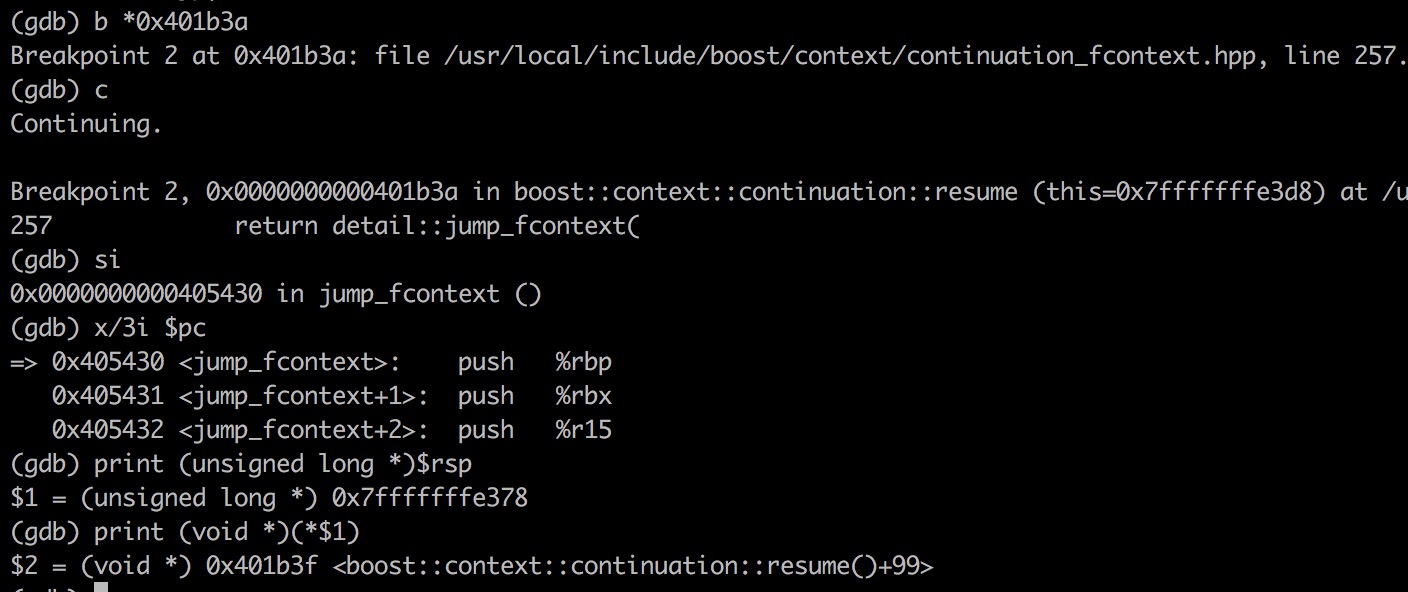 (gdb) b *0x401b3a
Breakpoint 2 at 0x401b3a: file /usr/local/include/boost/context/continuation_fcontext.hpp, line 257.
(gdb) c
Continuing.
Breakpoint 2, 0x0000000000401b3a in boost::context::continuation::resume (this=0x7fffffffe3d8) at /u
257             return detail::jump_fcontext(
(gdb) si
0x0000000000405430 in jump_fcontext ()
(gdb) x/3i $pc
=> 0x405430 <jump_fcontext>:    push   %rbp
   0x405431 <jump_fcontext+1>:  push   %rbx
   0x405432 <jump_fcontext+2>:  push   %r15
(gdb) print (unsigned long *)$rsp
$1 = (unsigned long *) 0x7fffffffe378
(gdb) print (void *)(*$1)
$2 = (void *) 0x401b3f <boost::context::continuation::resume()+99>